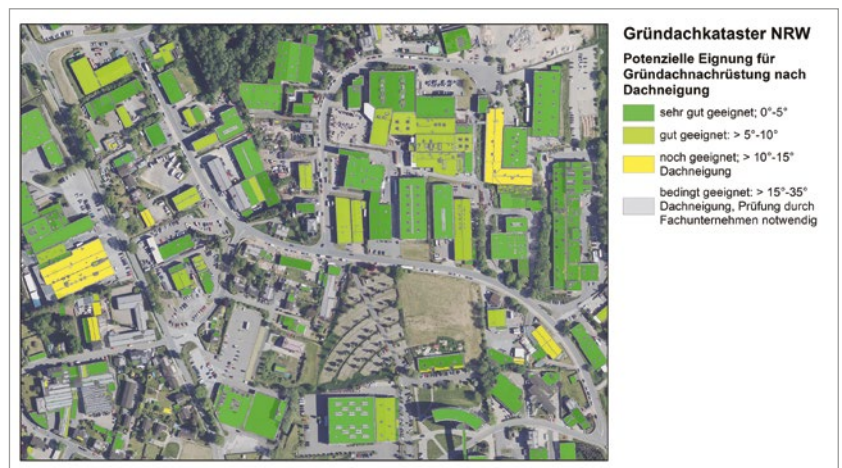 Gründachkataster NRW
Potenzielle Eignung für
Gründachnachrüstung nach
Dachneigung
sehr gut geeignet; 0°-5°
gut geeignet: > 5°-10°
noch geeignet; > 10°-15°
Dachneigung
bedingt geeignet: > 15°-35°
Dachneigung, Prüfung durch
Fachunternehmen notwendig